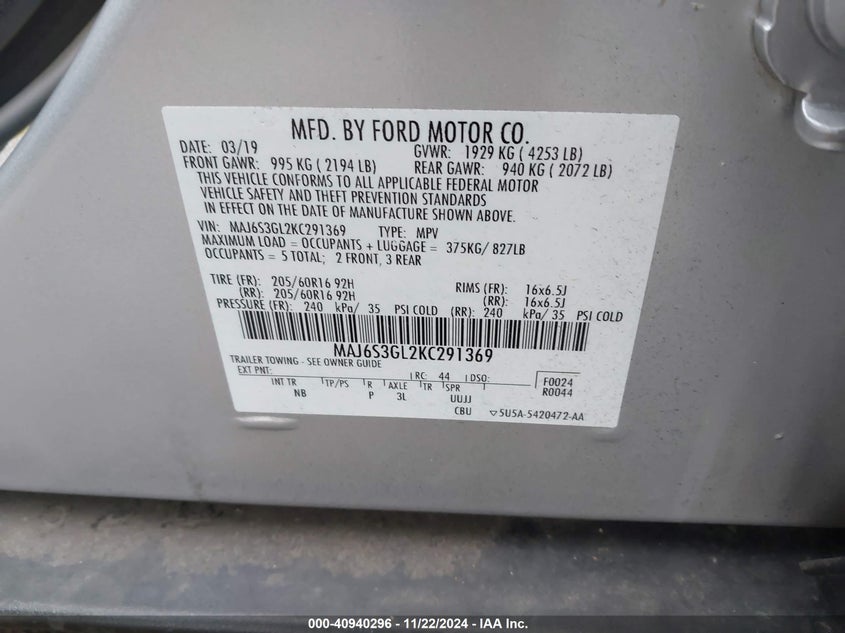 MFD. BY FORD MOTOR CO.
DATE: 03/19 GVWR: 1929 KG ( 4253 LB)
FRONT GAWR: 995 KG ( 2194 LB) REAR GAWR: 940 KG ( 2072 LB)
THIS VEHICLE CONFORMS TO ALL APPLICABLE FEDERAL MOTOR
VEHICLE SAFETY AND THEFT PREVENTION STANDARDS
IN EFFECT ON THE DATE OF MANUFACTURE SHOWN ABOVE.
VIN: MAJ6S3GL2KC291369 TYPE: MPV
MAXIMUM LOAD = OCCUPANTS + LUGGAGE = 375KG/ 827LB
OCCUPANTS = 5 TOTAL; 2 FRONT, 3 REAR
TIRE (FR): 205/60R16 92H RIMS (FR): 16x6.5J
(RR): 205/60R16 92H (RR): 16x6.5J
PRESSURE (FR): 240 kPa/ 35 PSI COLD (RR): 240 kPa/ 35 PSI COLD
MAJ6S3GL2KC291369
TRAILER TOWING - SEE OWNER GUIDE
EXT PNT: RC: 44 DSO: F0024
INT TR TP/PS R AXLE TR SPR R0044
NB P 3L UUJJ
CBU 5U5A-5420472-AA
000-40940296 - 11/22/2024 - IAA Inc.